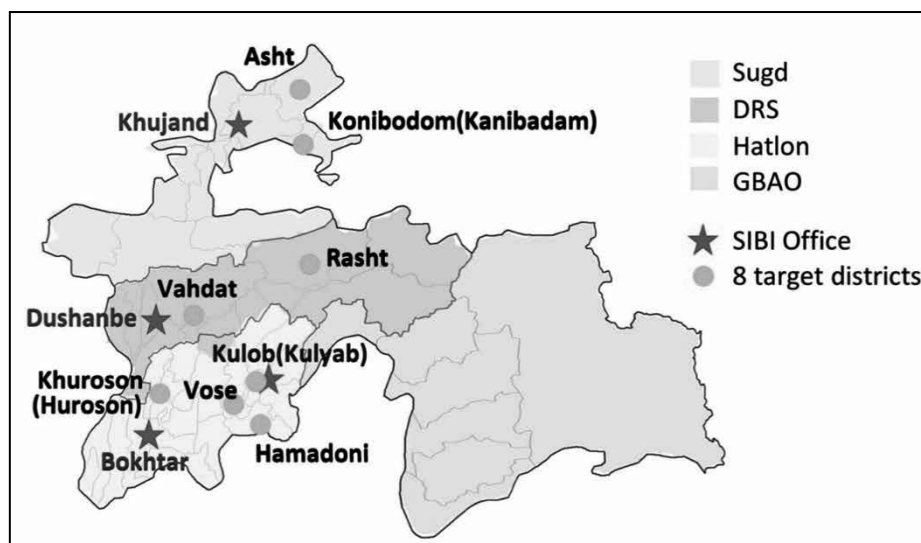 Asht
Khujand
Konibodom(Kanibadam)
Rasht
Vahdat
Dushanbe
Kulob(Kulyab)
Khuroson
(Huroson)
Vose
Hamadoni
Bokhtar
Sugd
DRS
Hatlon
GBAO
SIBI Office
8 target districts